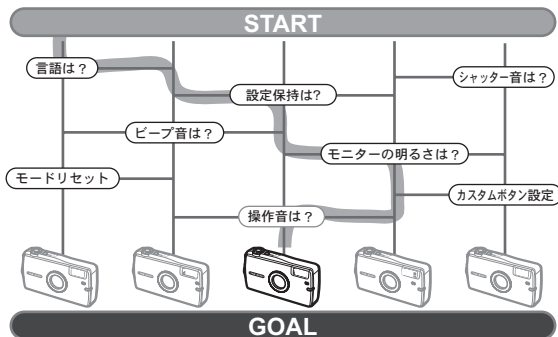 START
言語は？
シャッター音は？
設定保持は?
ビープ音は？
モニターの明るさは？
モードリセット
カスタムボタン設定
操作音は？
GOAL